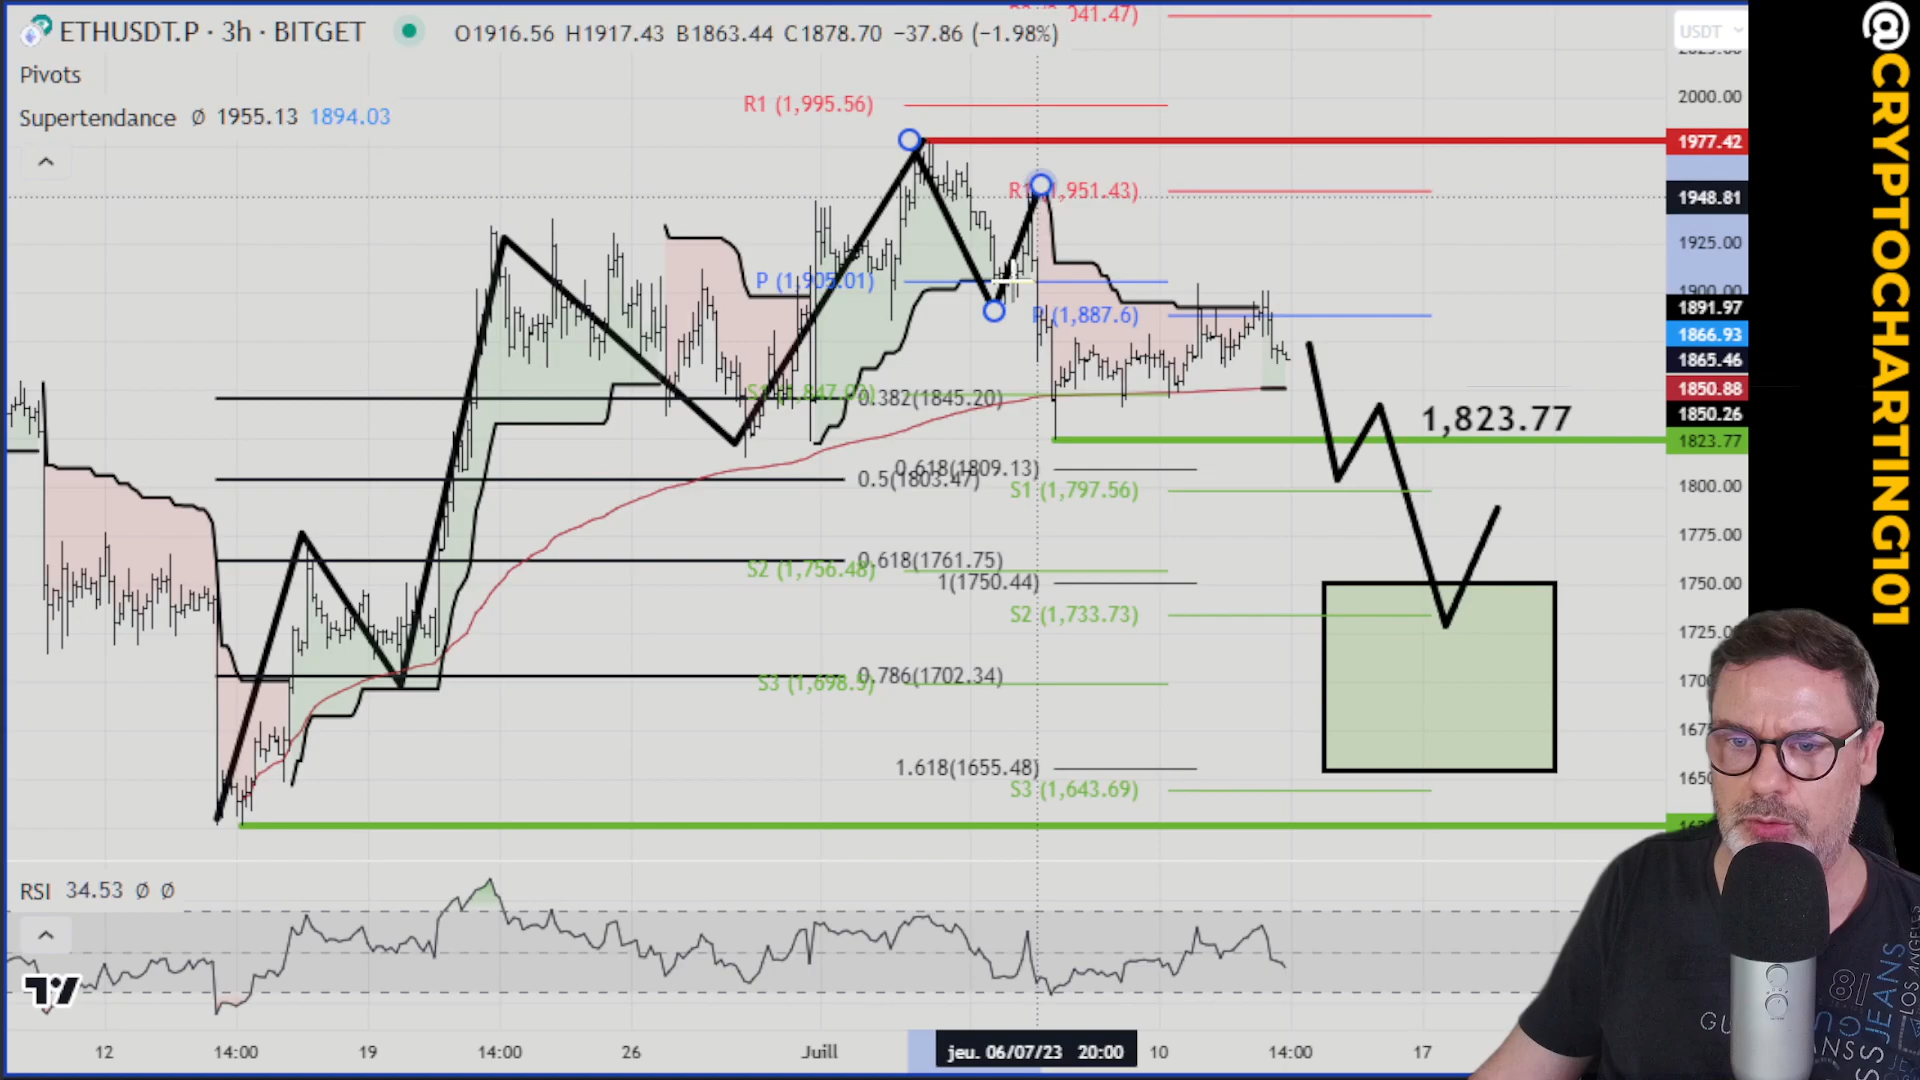 ETHUSDT.P · 3h · BITGET
O1916.56 H1917.43 B1863.44 C1878.70 −37.86 (−1.98%)
USDT
Pivots
Supertendance Ø 1955.13 1894.03
R1 (1,995.56)
R1 (1,951.43)
P (1,905.01)
P (1,887.6)
0.382(1845.20)
1,823.77
0.618(1809.13)
0.5(1803.47)
S1 (1,797.56)
0.618(1761.75)
S2 (1,756.48)
1(1750.44)
S2 (1,733.73)
0.786(1702.34)
S3 (1,698.5)
1.618(1655.48)
S3 (1,643.69)
2000.00
1977.42
1948.81
1925.00
1900.00
1891.97
1866.93
1865.46
1850.88
1850.26
1823.77
1800.00
1775.00
1750.00
RSI 34.53 Ø Ø
12
14:00
19
14:00
26
Juill
jeu. 06/07/23 20:00
10
14:00
17
@CRYPTOCHARTING101
JEANS
LOS ANGELES
81